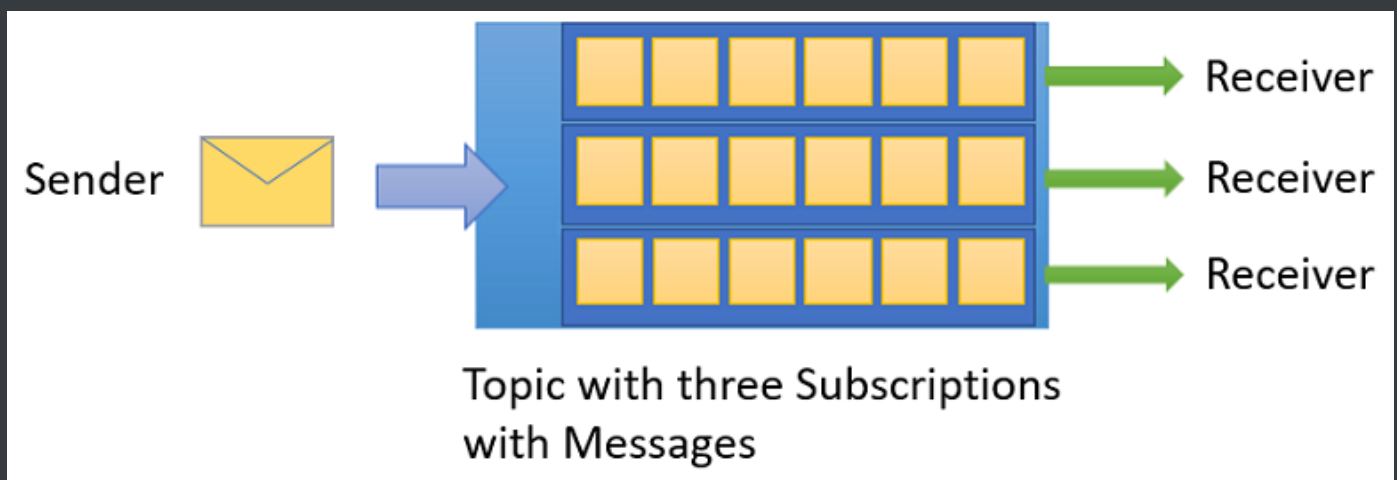 Sender
Receiver
Receiver
Receiver
Topic with three Subscriptions
with Messages